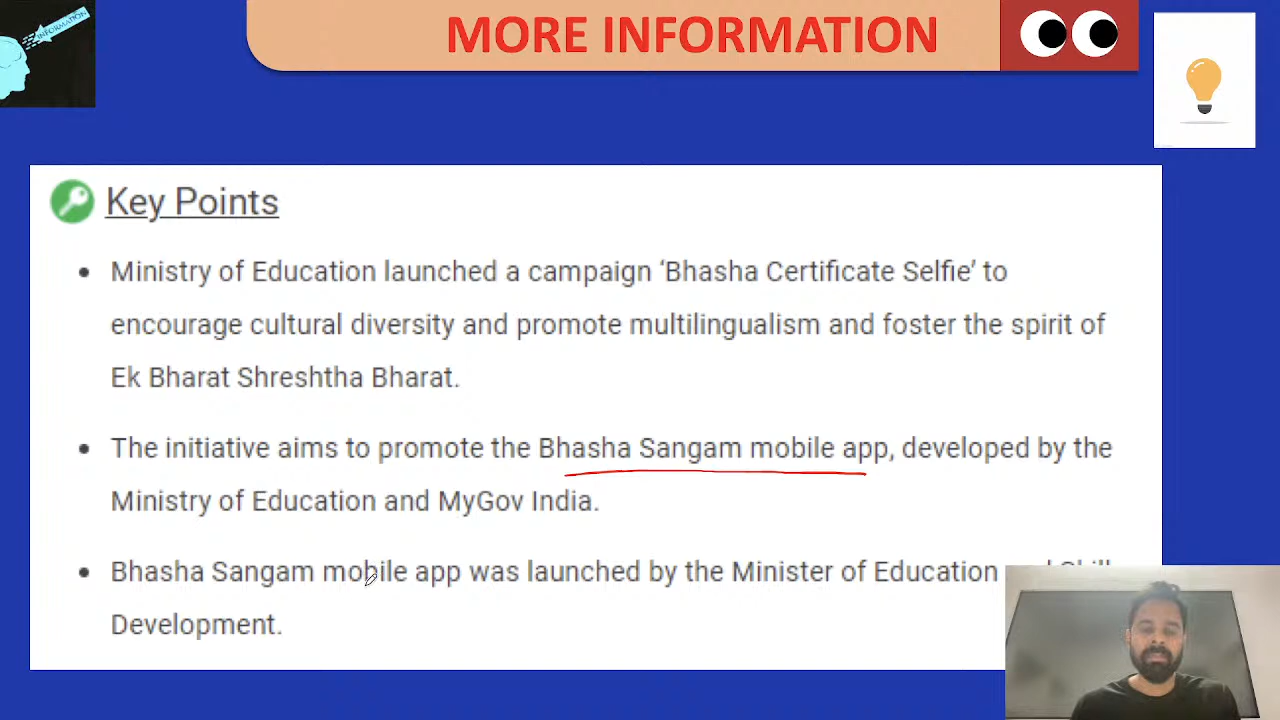 INFORMATION
MORE INFORMATION
Key Points
Ministry of Education launched a campaign ‘Bhasha Certificate Selfie’ to
encourage cultural diversity and promote multilingualism and foster the spirit of
Ek Bharat Shreshtha Bharat.
The initiative aims to promote the Bhasha Sangam mobile app, developed by the
Ministry of Education and MyGov India.
Bhasha Sangam mobile app was launched by the Minister of Education
Development.